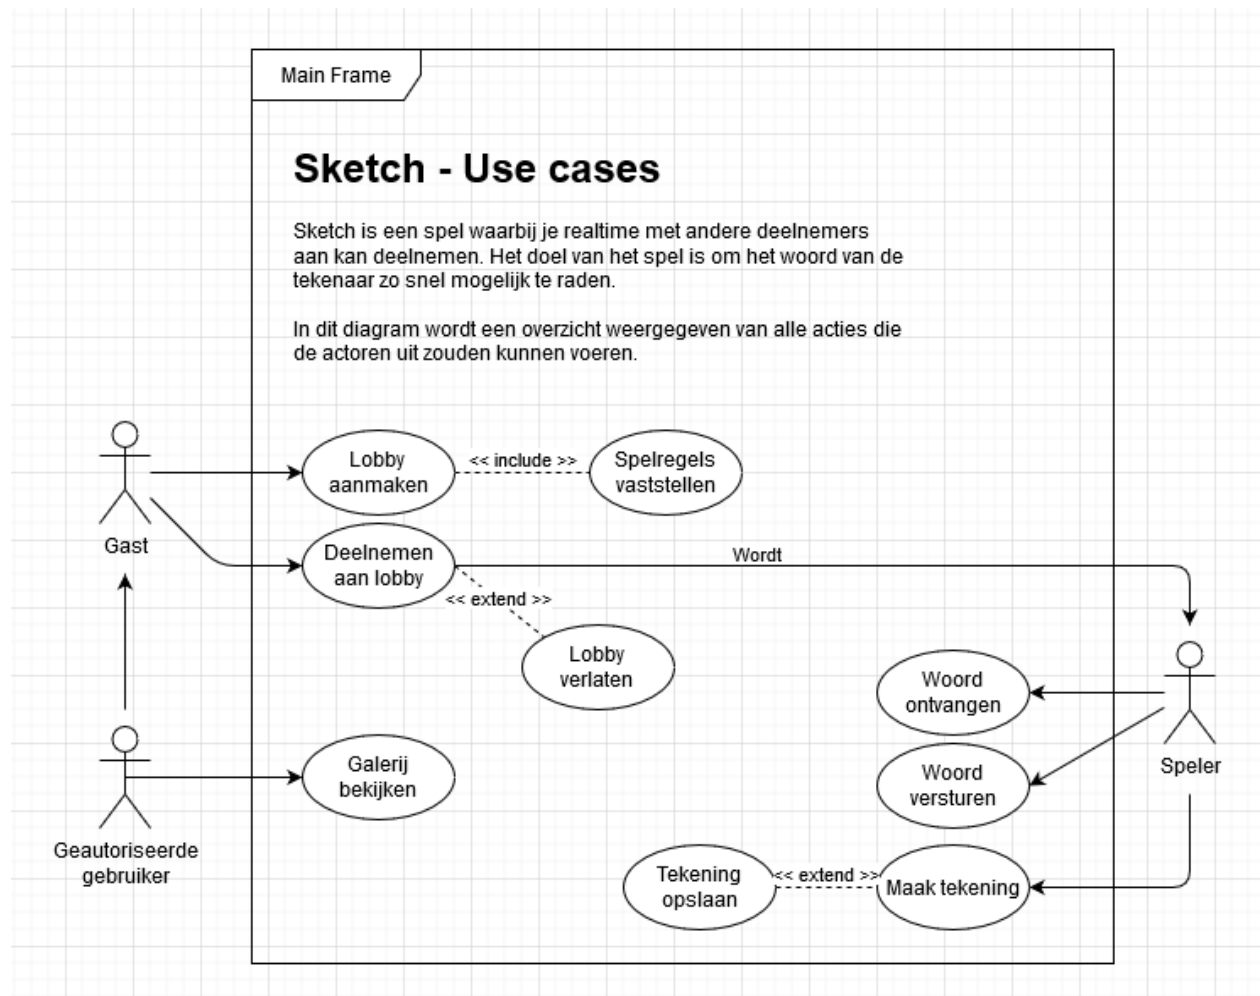 Main Frame
Sketch - Use cases
Sketch is een spel waarbij je realtime met andere deelnemers
aan kan deelnemen. Het doel van het spel is om het woord van de
tekenaar zo snel mogelijk te raden.
In dit diagram wordt een overzicht weergegeven van alle acties die
de actoren uit zouden kunnen voeren.
Gast
Lobby
aanmaken
<< include >>
Spelregels
vaststellen
Deelnemen
aan lobby
Wordt
<< extend >>
Lobby
verlaten
Woord
ontvangen
Speler
Geautoriseerde
gebruiker
Galerij
bekijken
Woord
versturen
Tekening
opslaan
<< extend >>
Maak tekening